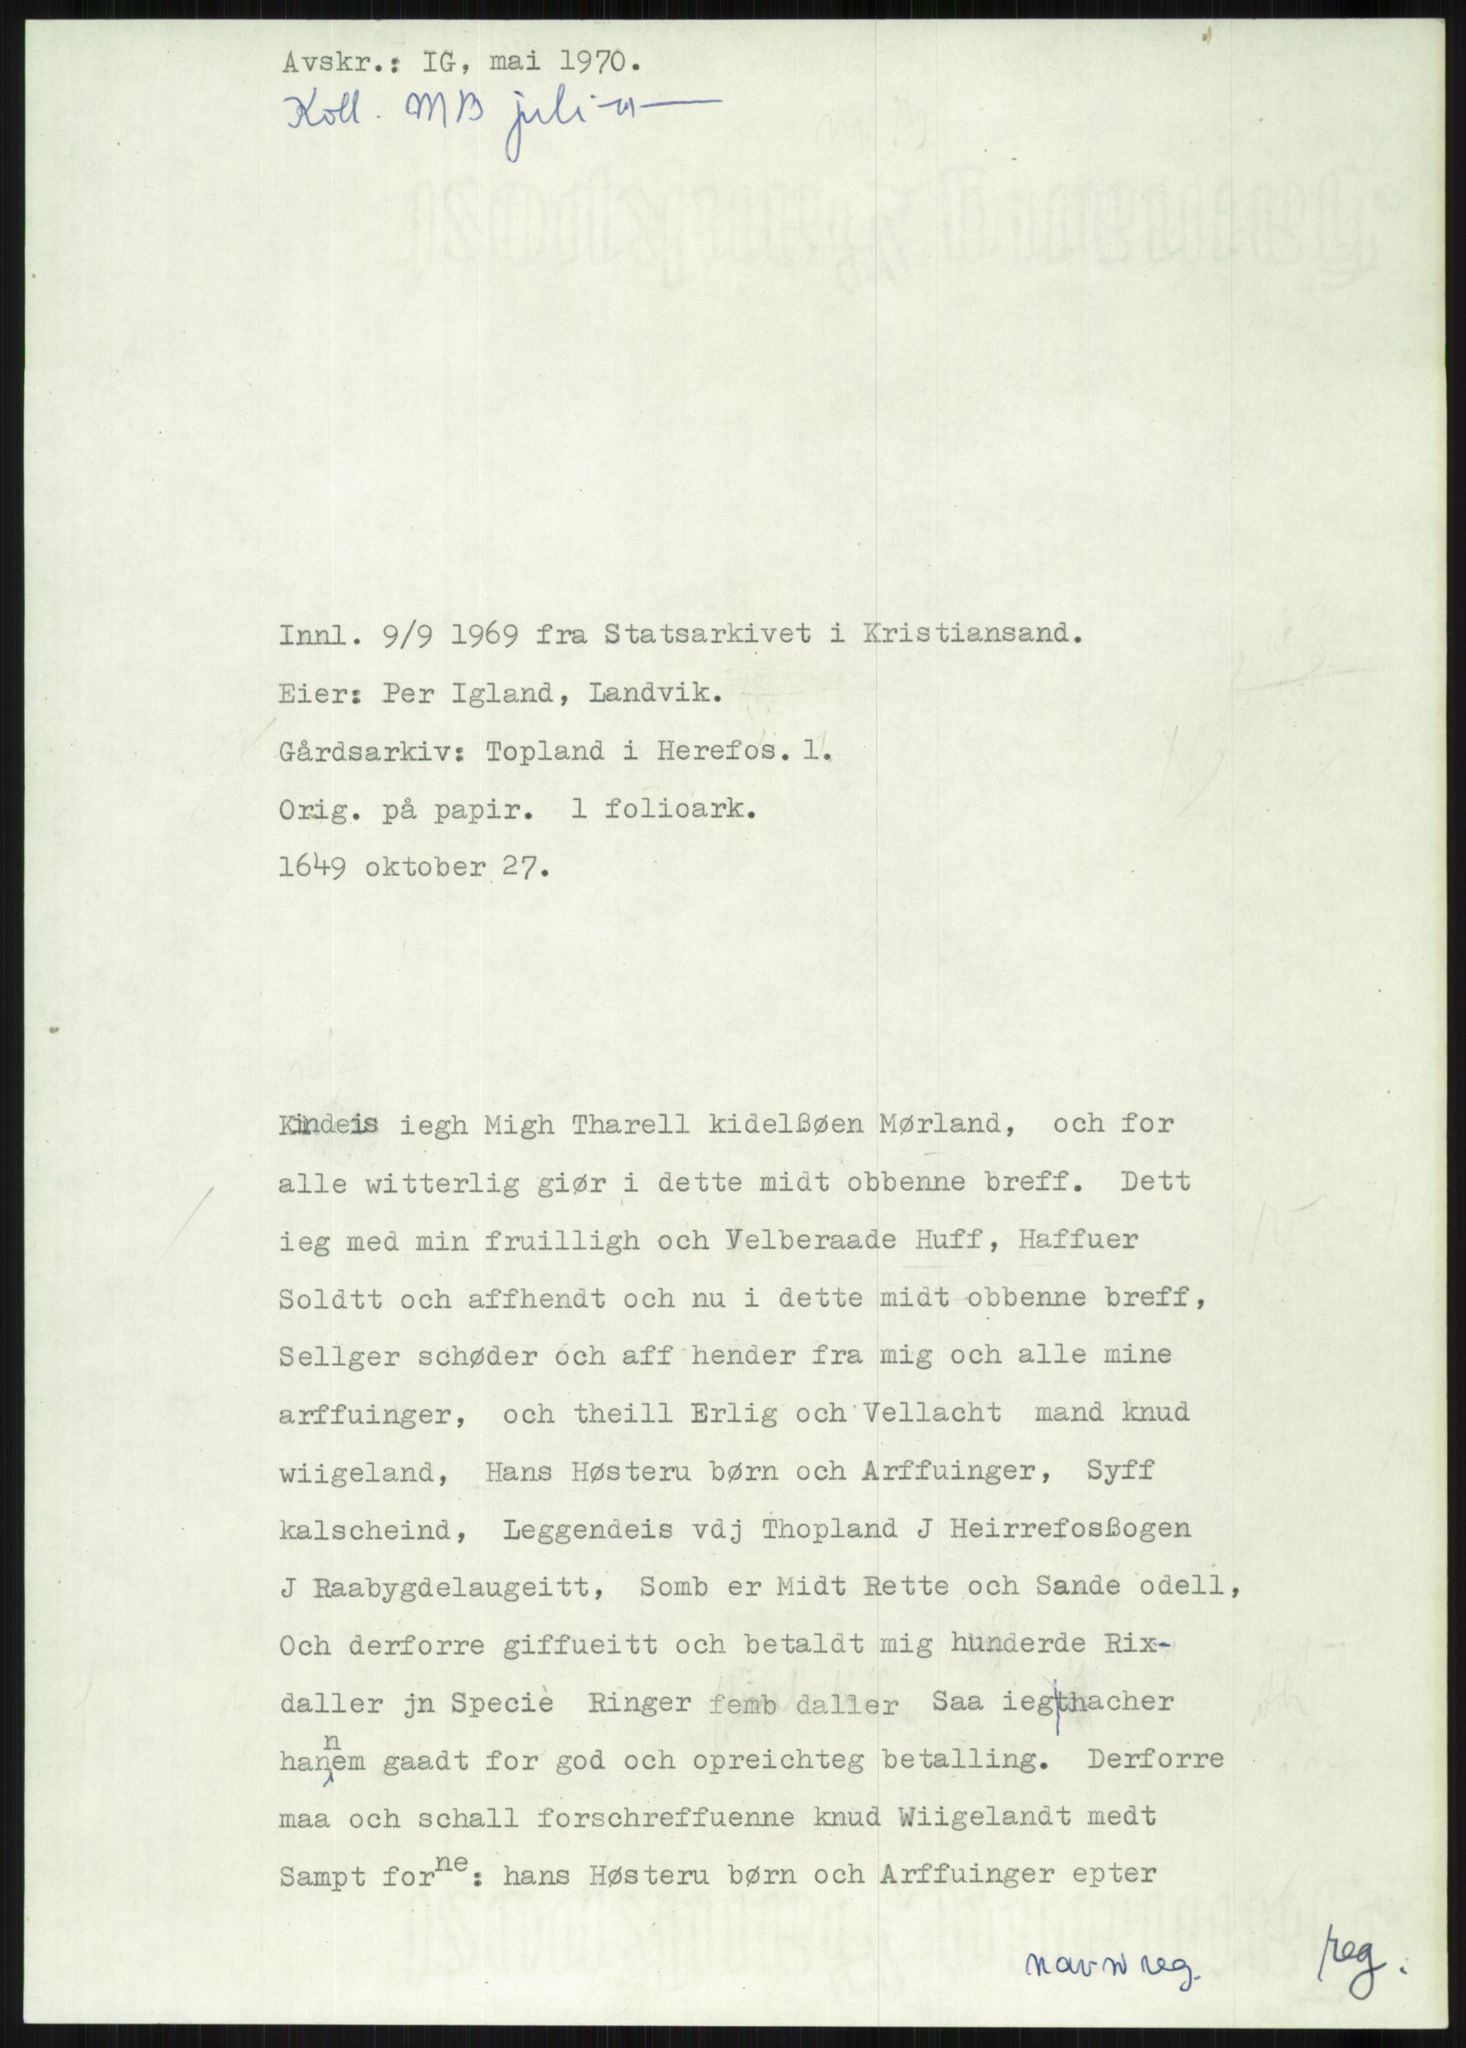 Avskr.: IG, mai 1970.
Koll. MB juli -"-
Innl. 9/9 1969 fra Statsarkivet i Kristiansand.
Eier: Per Igland, Landvik.
Gårdsarkiv: Topland i Herefos. 1.
Orig. på papir. 1 folioark.
1649 oktober 27.
Kindeis iegh Migh Tharell kidelßøen Mørland, och for
alle witterlig giør i dette midt obbenne breff. Dett
ieg med min fruilligh och Velberaade Huff, Haffuer
Soldtt och affhendt och nu i dette midt obbenne breff,
Sellger schøder och aff hender fra mig och alle mine
arffuinger, och theill Erlig och Vellacht mand knud
wiigeland, Hans Høsteru børn och Arffuinger, Syff
kalscheind, Leggendeis vdj Thopland J Heirrefosßogen
J Raabygdelaugeitt, Somb er Midt Rette och Sande odell,
Och derforre giffueitt och betaldt mig hunderde Rix-
daller jn Speciè Ringer femb daller Saa ieg|thacher
hannem gaadt for god och opreichteg betalling. Derforre
maa och schall forschreffuenne knud Wiigelandt medt
Sampt forne: hans Høsteru børn och Arffuinger epter
navnreg. reg.